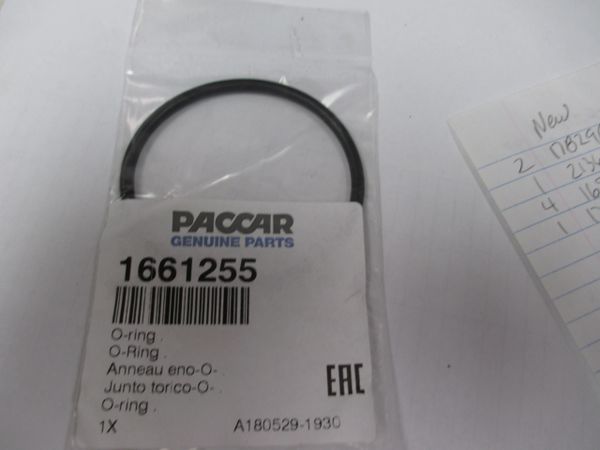 PACCAR
GENUINE PARTS
1661255
O-ring .
O-Ring .
Anneau eno-O- .
Junto torico-O- .
O-ring .
EAC
1X A180529-1930
New
2
1
4
1